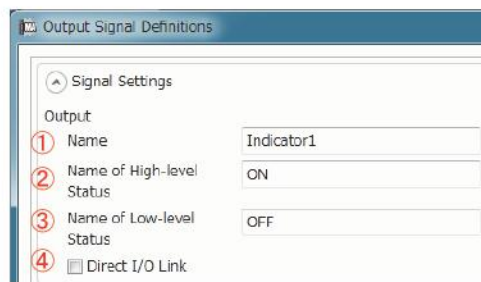 Output Signal Definitions
Signal Settings
Output
① Name Indicator1
② Name of High-level
Status ON
③ Name of Low-level
Status OFF
④ Direct I/O Link